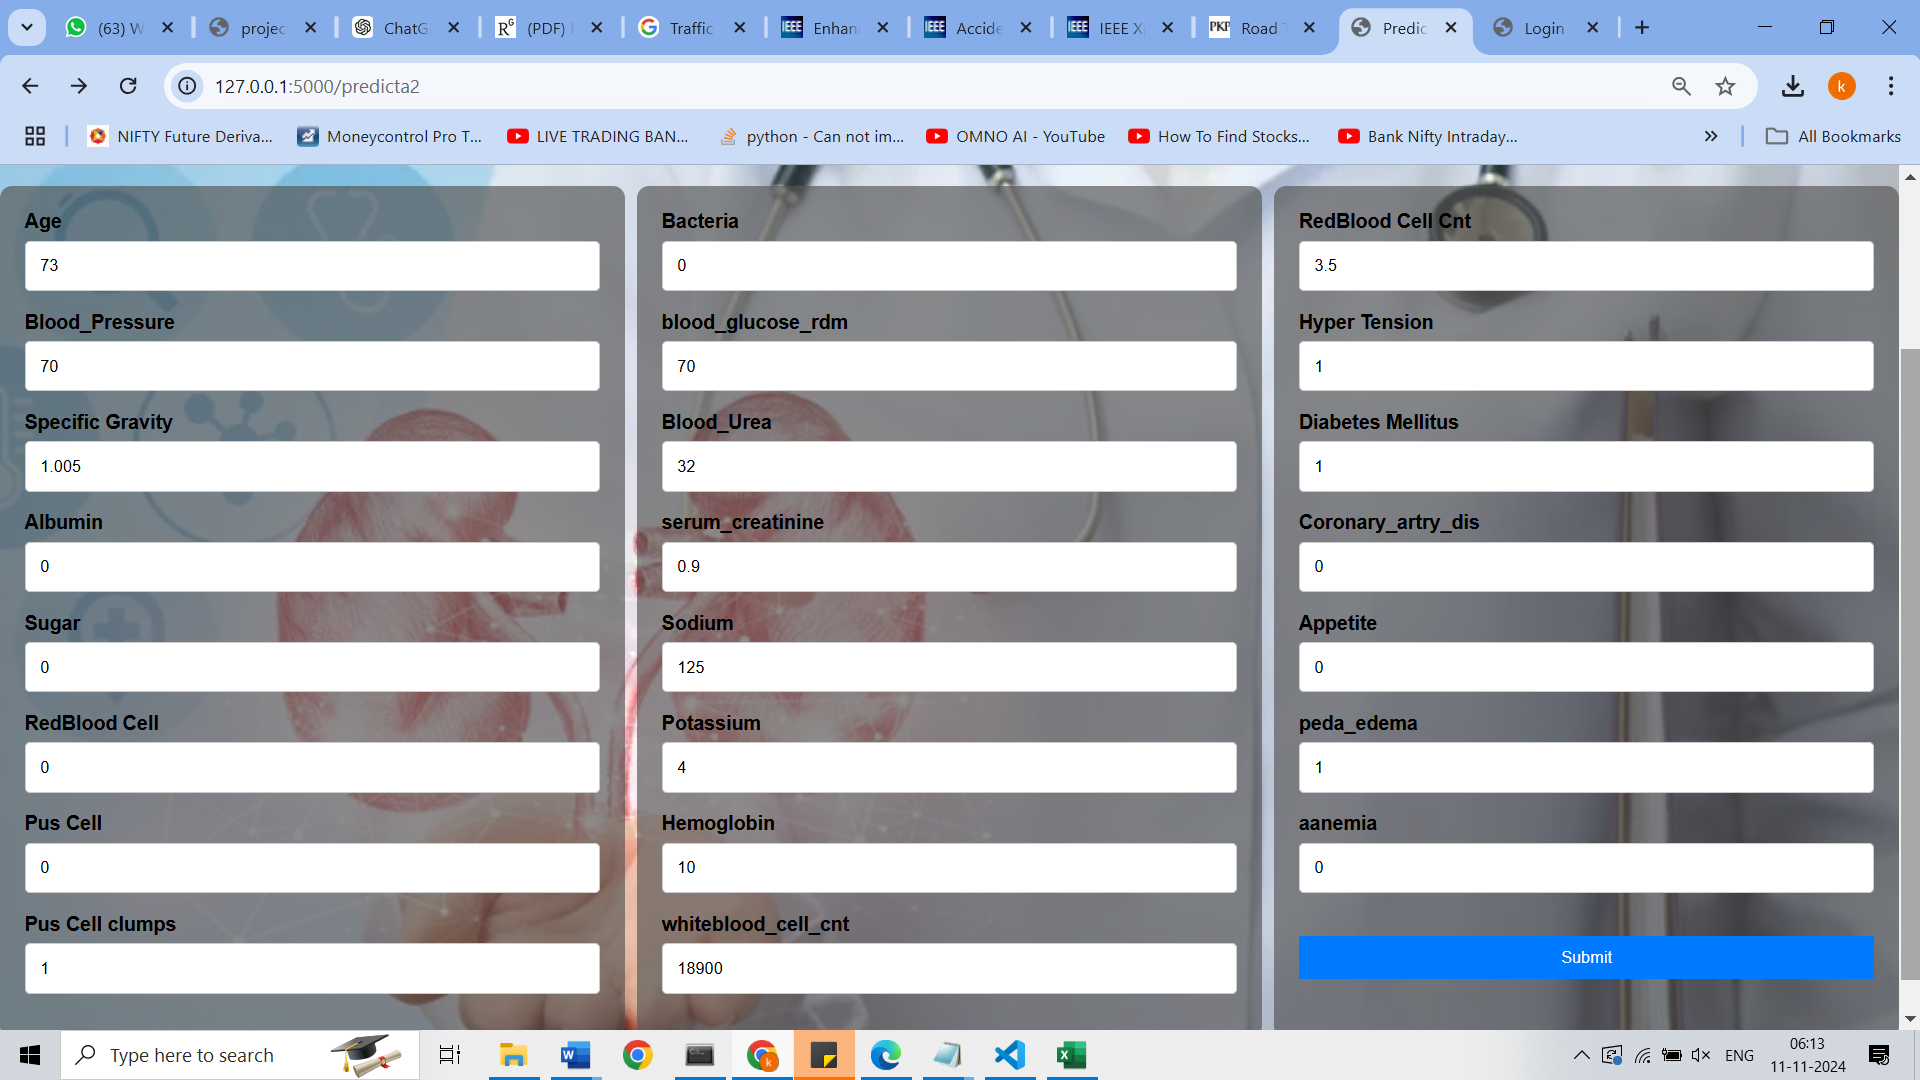 (63) W
projec
ChatG
(PDF)
Traffic
Enhan
Accide
IEEE X
Road
Predic
Login
127.0.0.1:5000/predicta2
k
NIFTY Future Deriva...
Moneycontrol Pro T...
LIVE TRADING BAN...
python - Can not im...
OMNO AI - YouTube
How To Find Stocks...
Bank Nifty Intraday,...
All Bookmarks
Age
73
Blood_Pressure
70
Specific Gravity
1.005
Albumin
0
Sugar
0
RedBlood Cell
0
Pus Cell
0
Pus Cell clumps
1
Bacteria
0
blood_glucose_rdm
70
Blood_Urea
32
serum_creatinine
0.9
Sodium
125
Potassium
4
Hemoglobin
10
whiteblood_cell_cnt
18900
RedBlood Cell Cnt
3.5
Hyper Tension
1
Diabetes Mellitus
1
Coronary_artry_dis
0
Appetite
0
peda_edema
1
aanemia
0
Submit
Type here to search
ENG
06:13
11-11-2024